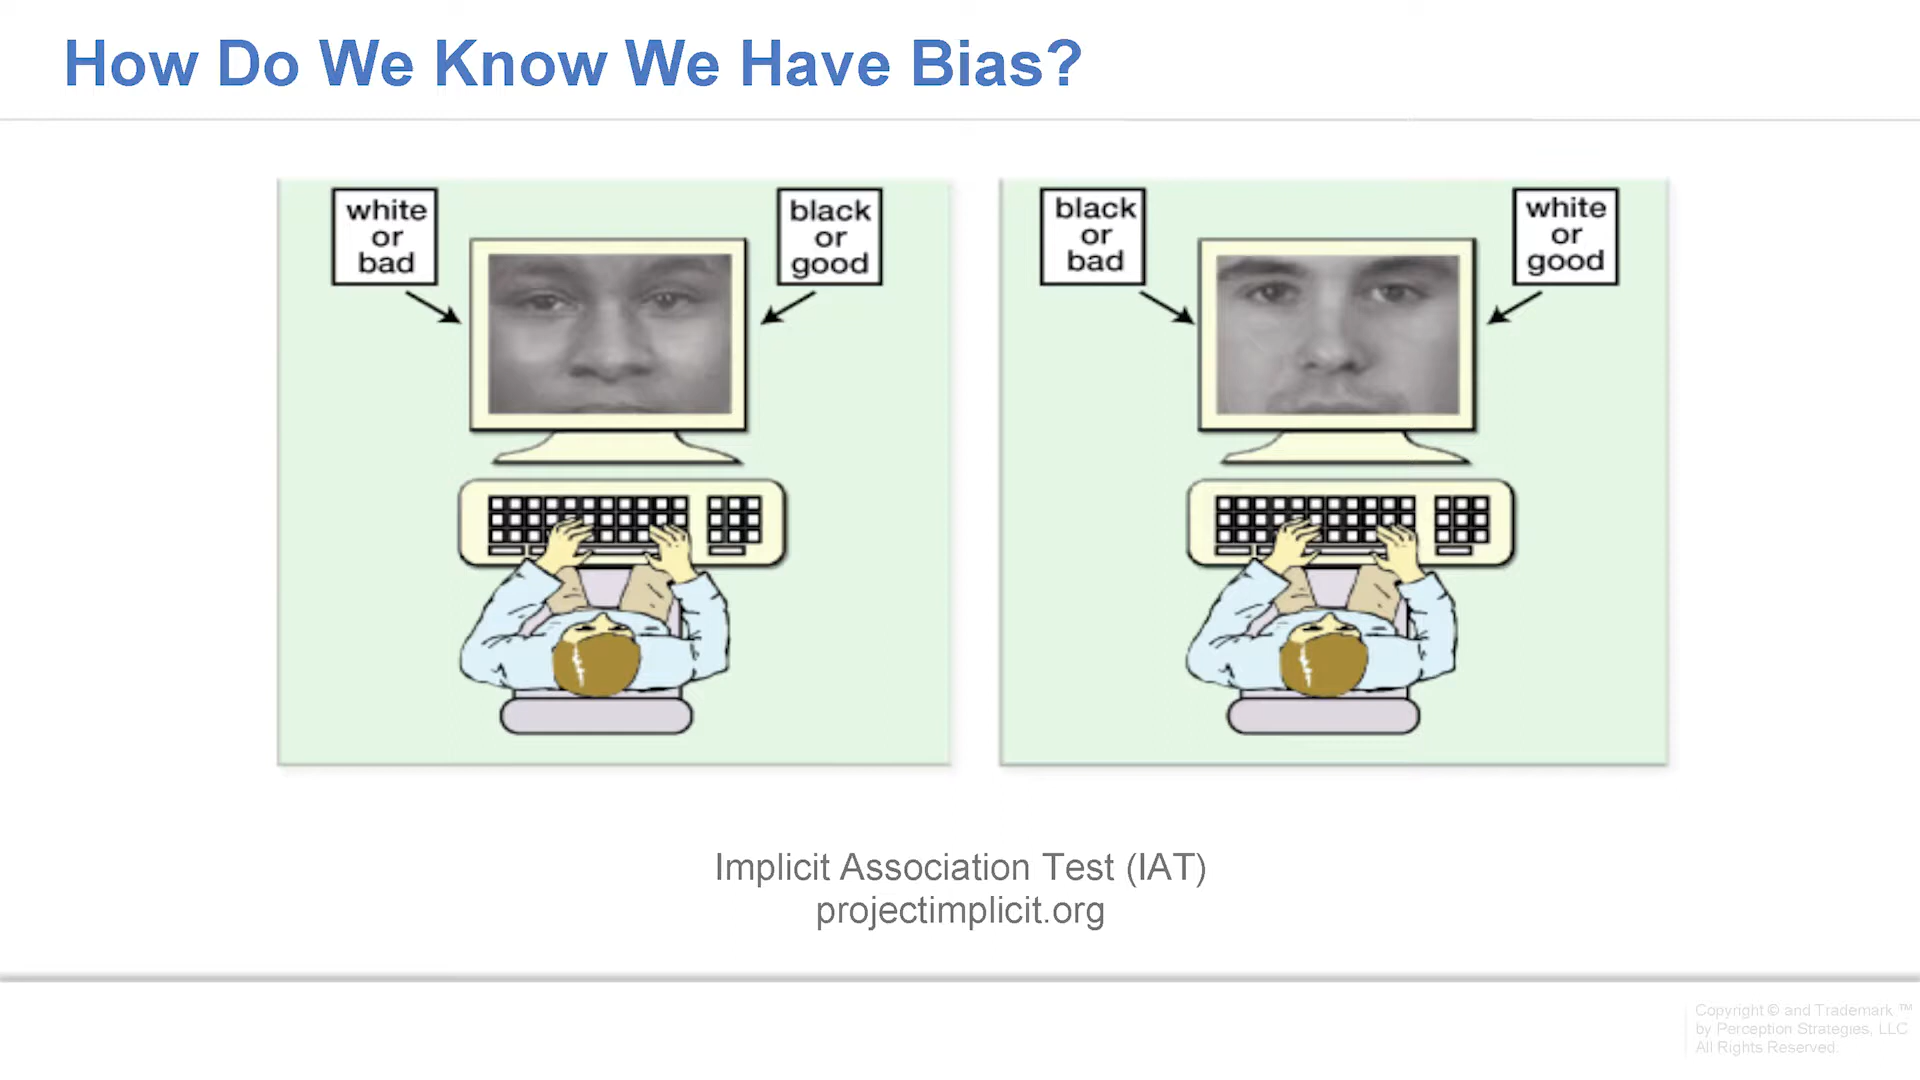 How Do We Know We Have Bias?
white
or
bad
black
or
good
black
or
bad
white
or
good
Implicit Association Test (IAT)
projectimplicit.org
Copyright © and Trademark ™
by Perception Strategies, LLC
All Rights Reserved.